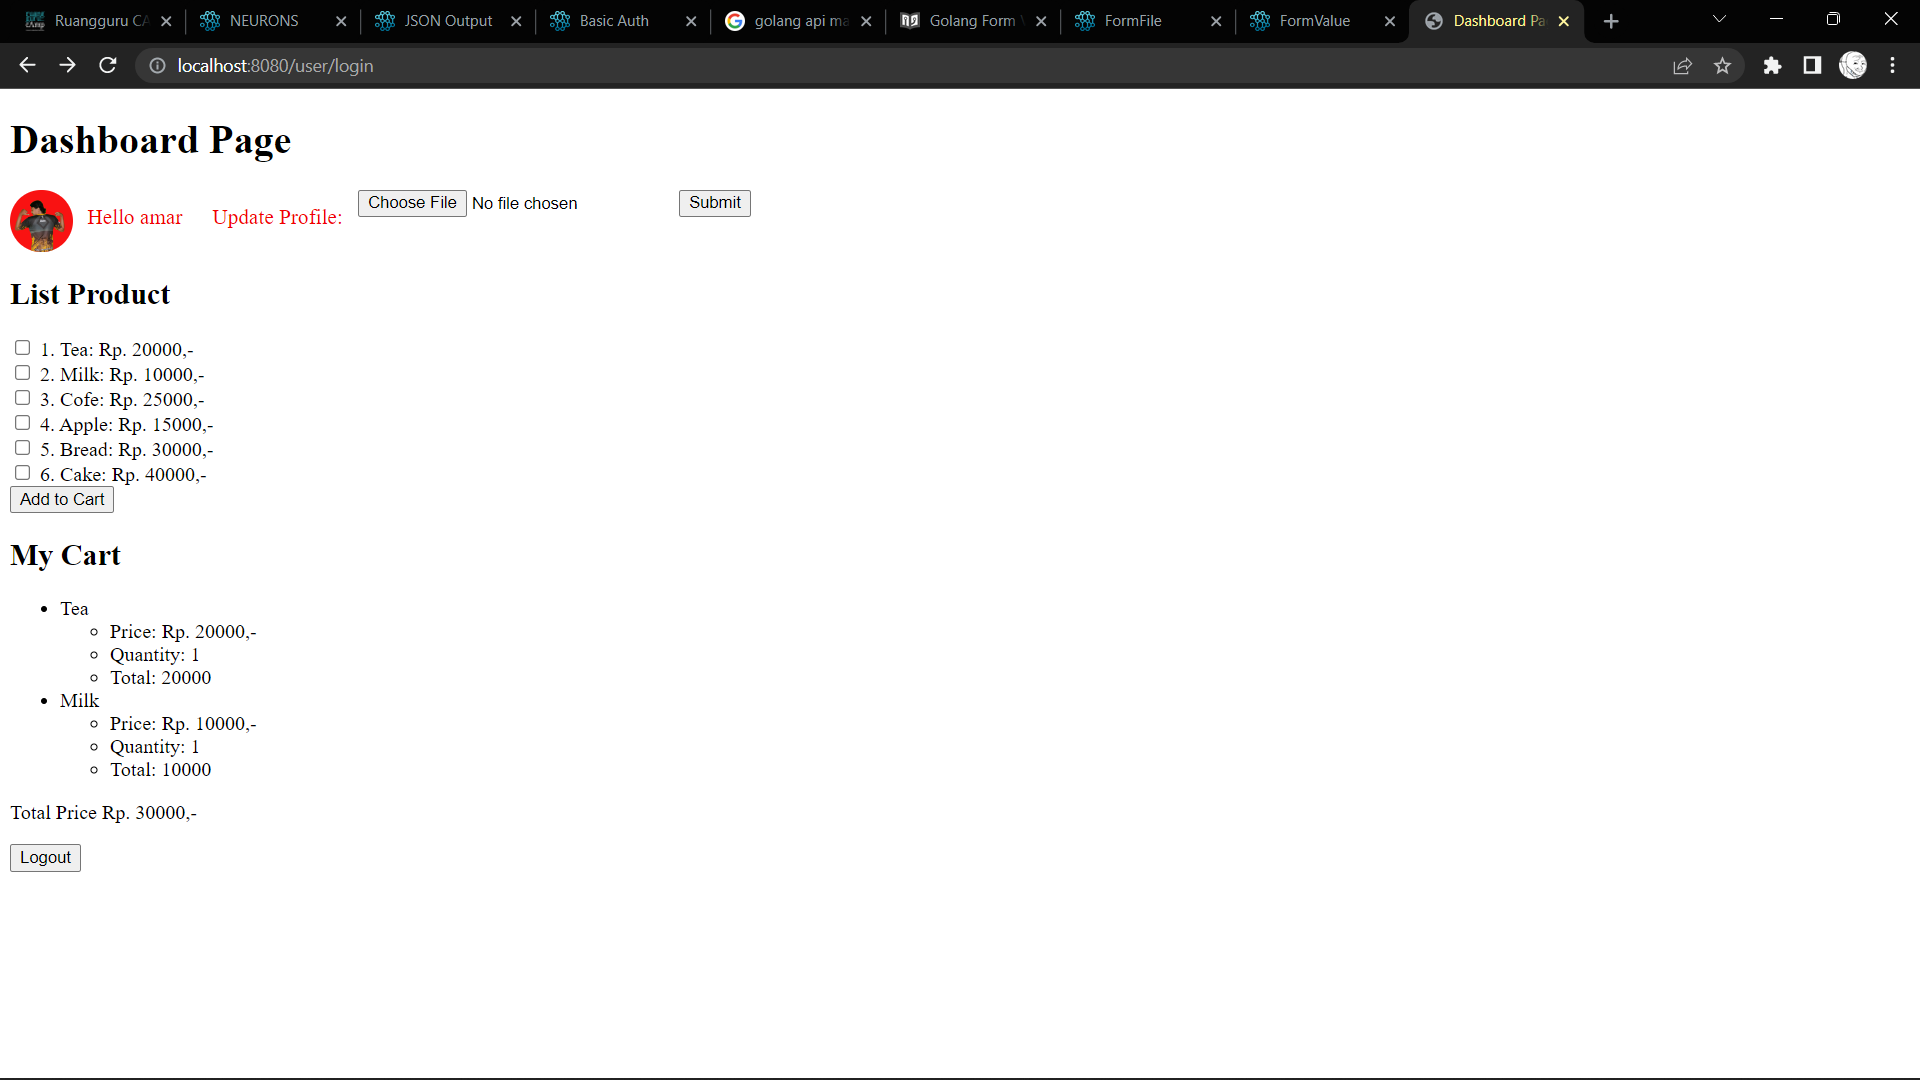 Ruangguru CA
NEURONS
JSON Output
Basic Auth
golang api ma
Golang Form
FormFile
FormValue
Dashboard Pa
localhost:8080/user/login
Dashboard Page
Hello amar Update Profile: Choose File No file chosen Submit
List Product
1. Tea: Rp. 20000,-
2. Milk: Rp. 10000,-
3. Cofe: Rp. 25000,-
4. Apple: Rp. 15000,-
5. Bread: Rp. 30000,-
6. Cake: Rp. 40000,-
Add to Cart
My Cart
Tea
Price: Rp. 20000,-
Quantity: 1
Total: 20000
Milk
Price: Rp. 10000,-
Quantity: 1
Total: 10000
Total Price Rp. 30000,-
Logout